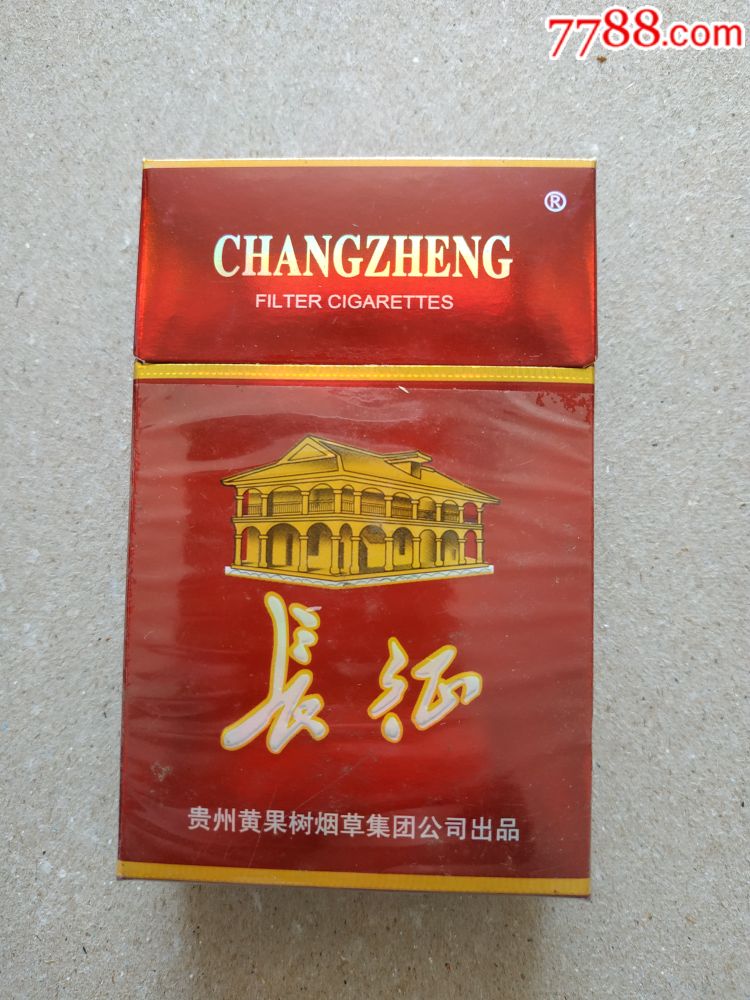 7788.com
®
CHANGZHENG
FILTER CIGARETTES
長征
贵州黄果树烟草集团公司出品